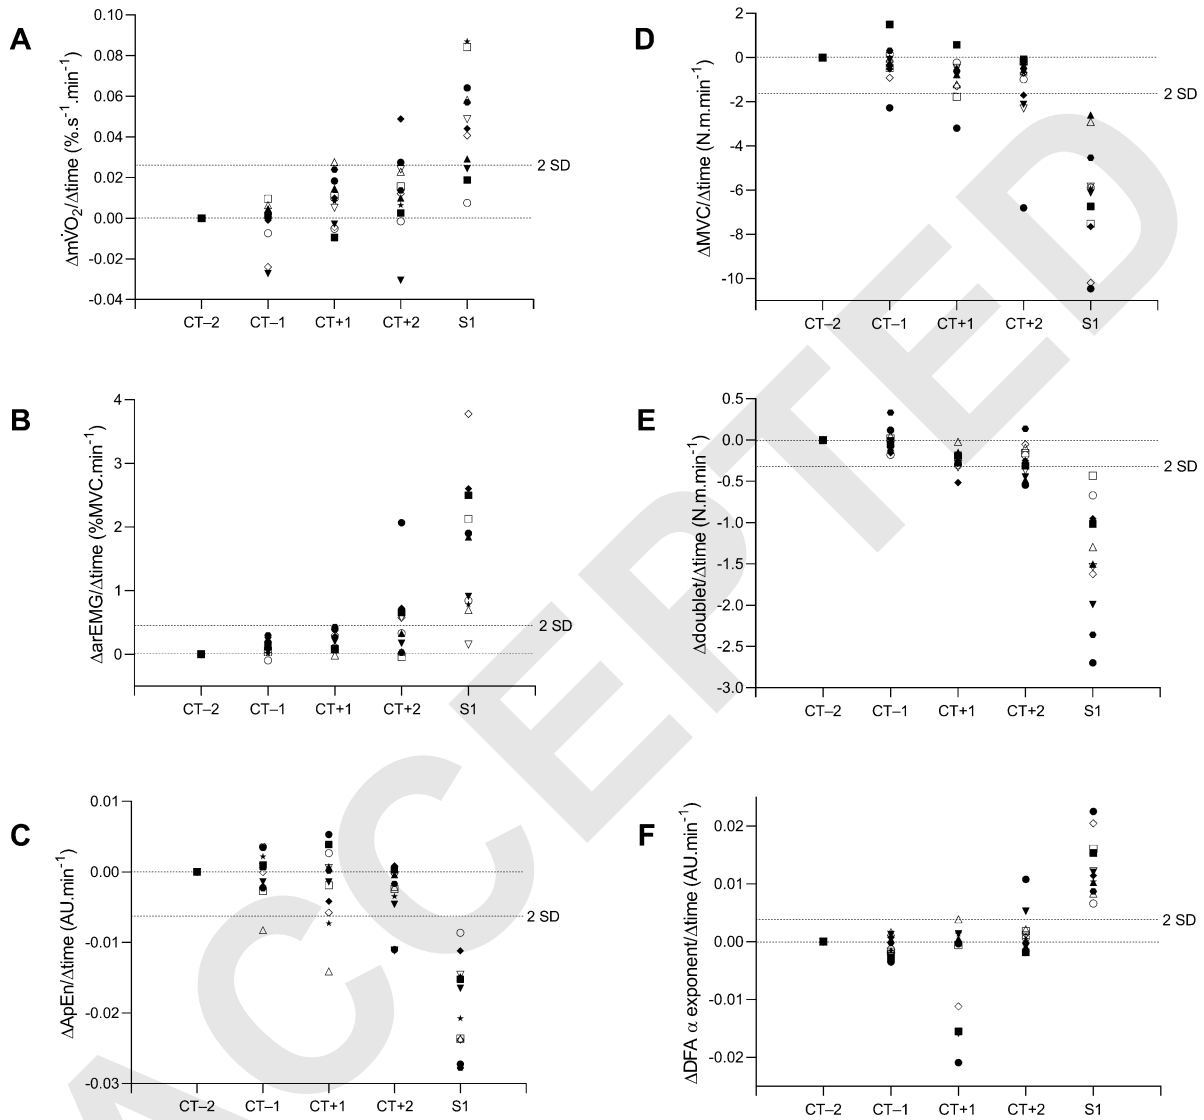 A
ΔmV̇O2/Δtime (%.s-1.min-1)
0.10
0.08
0.06
0.04
0.02
0.00
-0.02
-0.04
2 SD
CT–2 CT–1 CT+1 CT+2 S1
D
ΔMVC/Δtime (N.m.min-1)
2
0
-2
-4
-6
-8
-10
2 SD
CT–2 CT–1 CT+1 CT+2 S1
B
ΔarEMG/Δtime (%MVC.min-1)
4
3
2
1
0
2 SD
CT–2 CT–1 CT+1 CT+2 S1
E
Δdoublet/Δtime (N.m.min-1)
0.5
0.0
-0.5
-1.0
-1.5
-2.0
-2.5
-3.0
2 SD
CT–2 CT–1 CT+1 CT+2 S1
C
ΔApEn/Δtime (AU.min-1)
0.01
0.00
-0.01
-0.02
-0.03
2 SD
CT–2 CT–1 CT+1 CT+2 S1
F
ΔDFA α exponent/Δtime (AU.min-1)
0.02
0.01
0.00
-0.01
-0.02
2 SD
CT–2 CT–1 CT+1 CT+2 S1
ACCEPTED